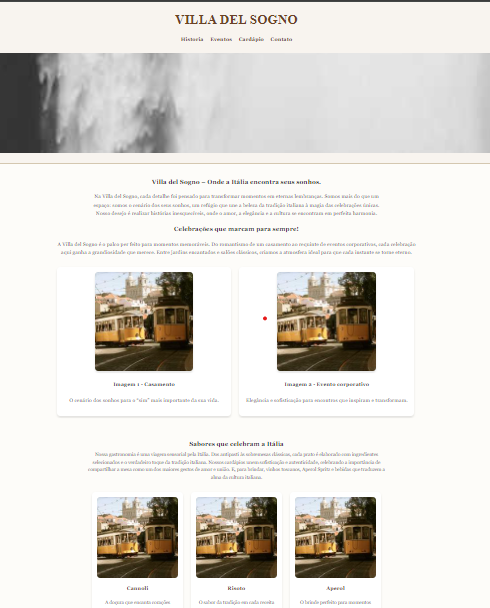 VILLA DEL SOGNO
Historia Eventos Cardápio Contato
Villa del Sogno – Onde a Itália encontra seus sonhos.
Na Villa del Sogno, cada detalhe foi pensado para transformar momentos em eternas lembranças. Somos mais do que um
espaço: somos o cenário dos seus sonhos, um refúgio que une a beleza da tradição italiana à magia das celebrações únicas.
Nosso desejo é realizar histórias inesquecíveis, onde o amor, a elegância e a cultura se encontram em perfeita harmonia.
Celebrações que marcam para sempre!
A Villa del Sogno é o palco perfeito para momentos memoráveis. Do romantismo de um casamento ao requinte de eventos corporativos, cada celebração
aqui ganha a grandiosidade que merece. Entre jardins encantados e salões clássicos, criamos a atmosfera ideal para que cada instante se torne eterno.
Imagem 1 - Casamento
O cenário dos sonhos para o "sim" mais importante da sua vida.
Imagem 2 - Evento corporativo
Elegância e sofisticação para encontros que inspiram e transformam.
Sabores que celebram a Itália
Nossa gastronomia é uma viagem sensorial pela Itália. Dos antipasti às sobremesas clássicas, cada prato é elaborado com ingredientes
selecionados e o verdadeiro toque da tradição italiana. Nossos cardápios unem sofisticação e autenticidade, celebrando a importância de
compartilhar a mesa como um dos maiores gestos de amor e união. E, para brindar, vinhos toscanos, Aperol Spritz e bebidas que traduzem a
alma da cultura italiana.
Cannoli
A doçura que encanta corações
Risoto
O sabor da tradição em cada receita
Aperol
O brinde perfeito para momentos